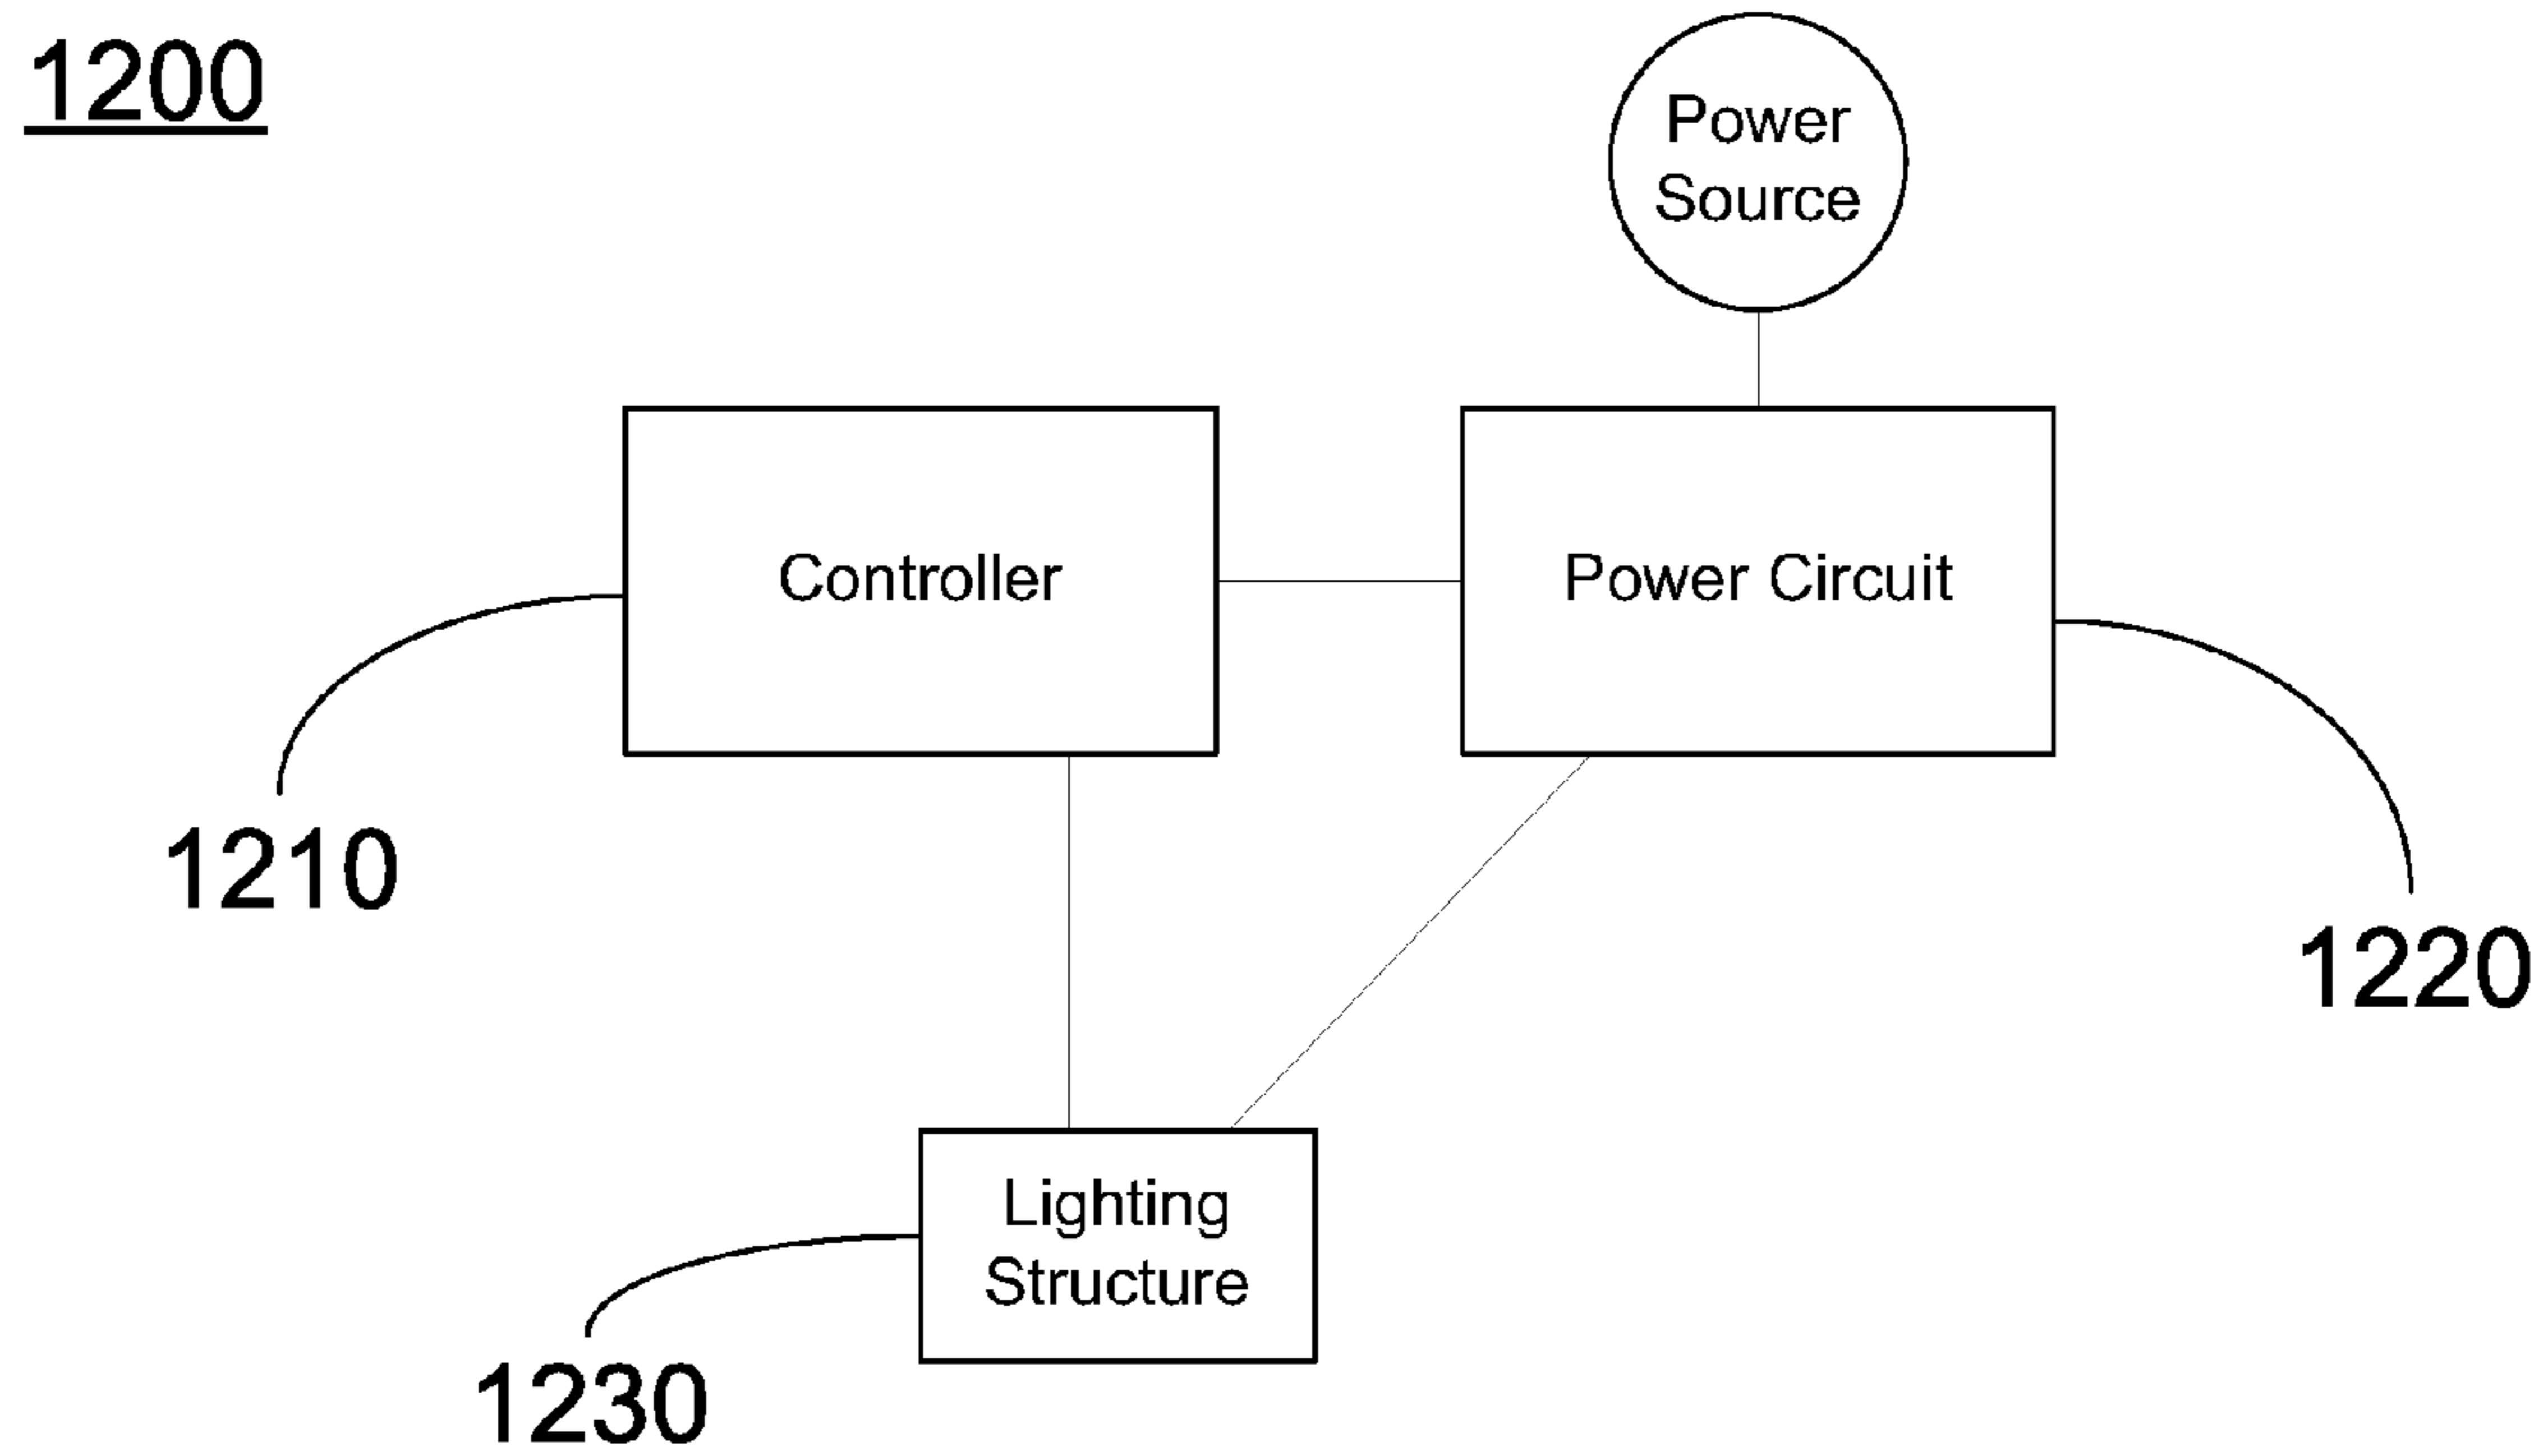 1200
Power
Source
Controller
Power Circuit
1210
1220
Lighting
Structure
1230